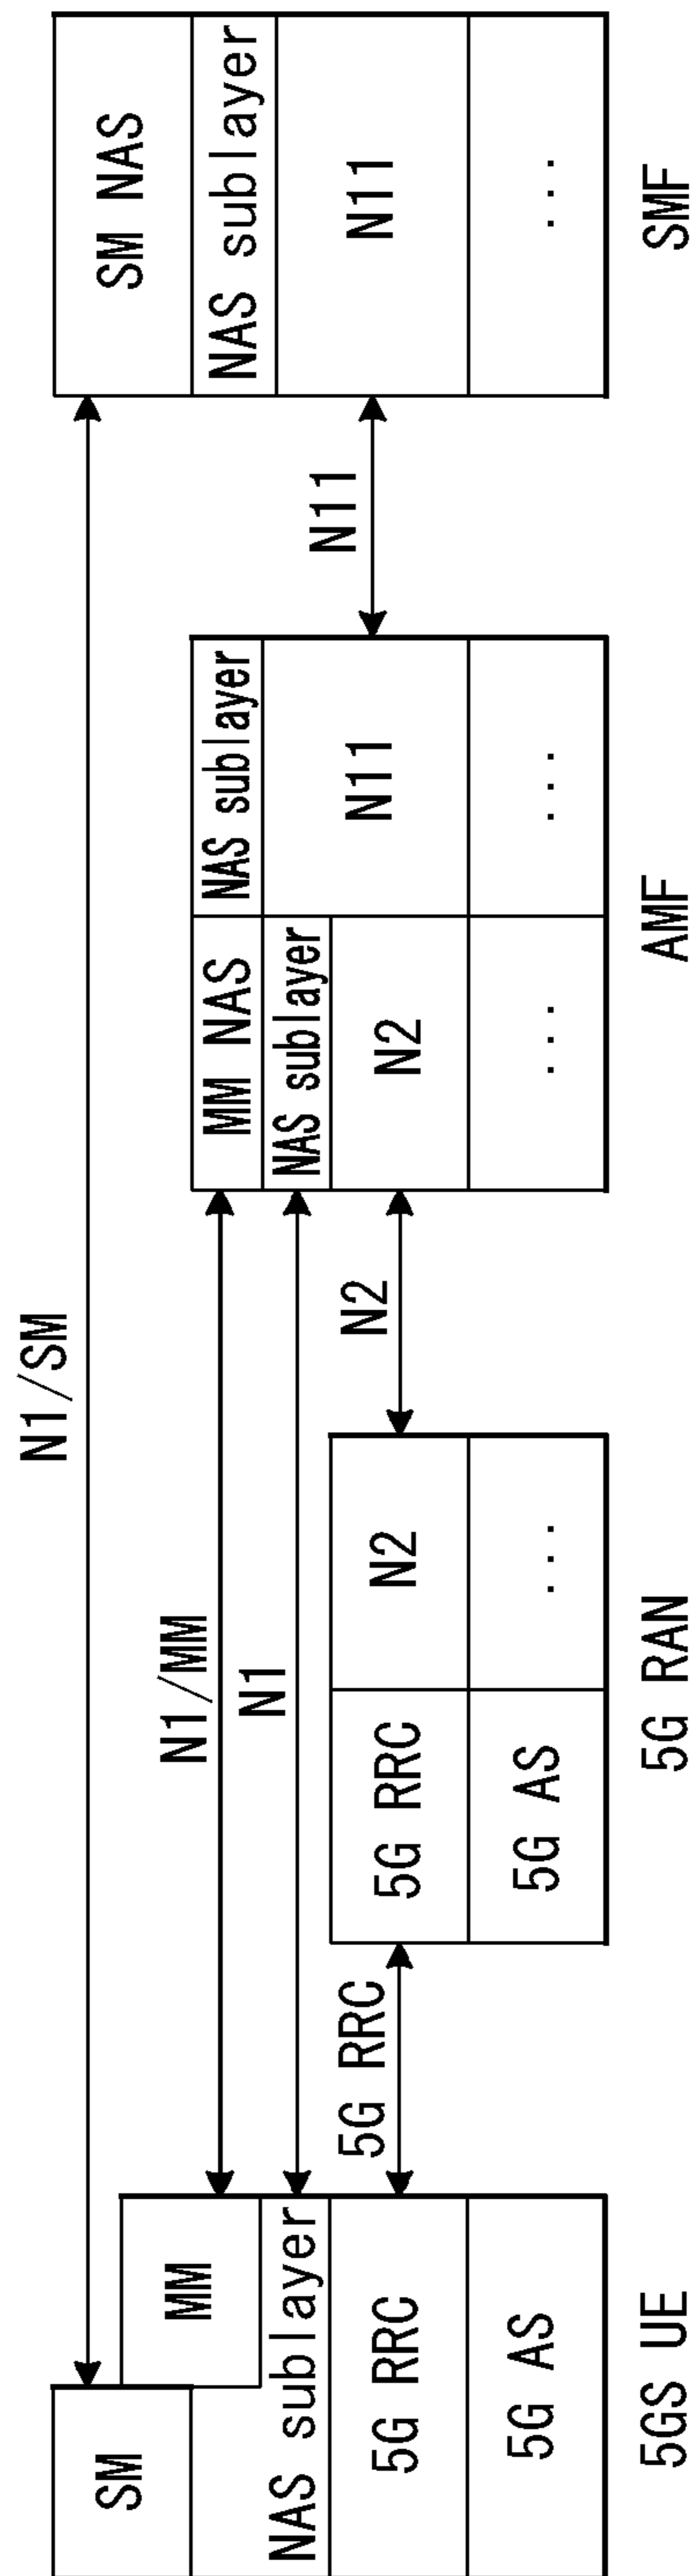 N1/SM
N1/MM
N1
5G RRC
N2
N11
SM
MM
NAS sublayer
5G RRC
5G AS
5GS UE
5G RRC
N2
5G AS
...
5G RAN
MM NAS
NAS sublayer
NAS sublayer
N2
N11
...
...
AMF
SM NAS
NAS sublayer
N11
...
SMF